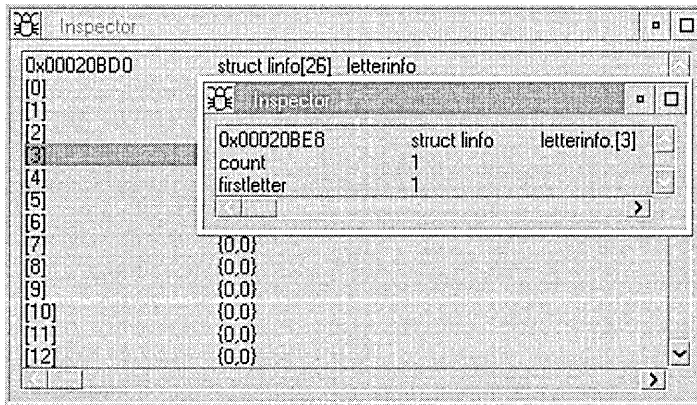 Inspector
0x00020BD0 struct linfo[26] letterinfo
[0]
[1]
[2]
[3]
[4]
[5]
[6]
[7] {0,0}
[8] {0,0}
[9] {0,0}
[10] {0,0}
[11] {0,0}
[12] {0,0}
Inspector
0x00020BE8 struct linfo letterinfo.[3]
count 1
firstletter 1